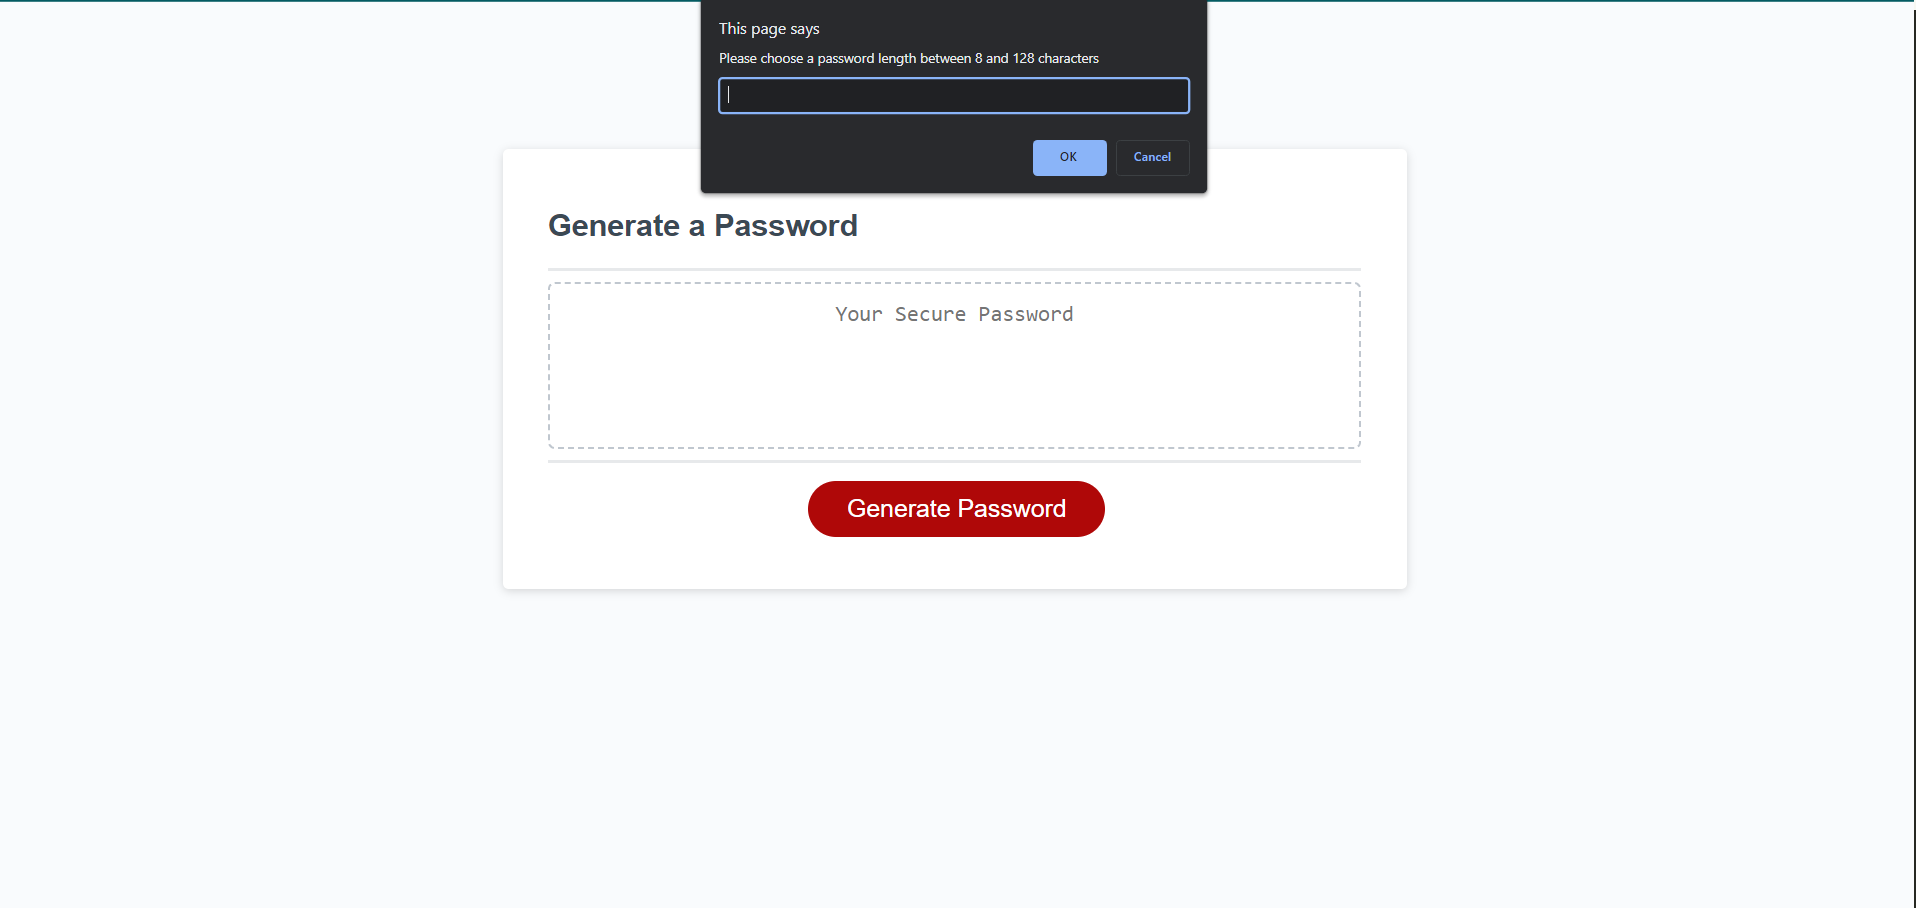 This page says
Please choose a password length between 8 and 128 characters
OK
Cancel
Generate a Password
Your Secure Password
Generate Password